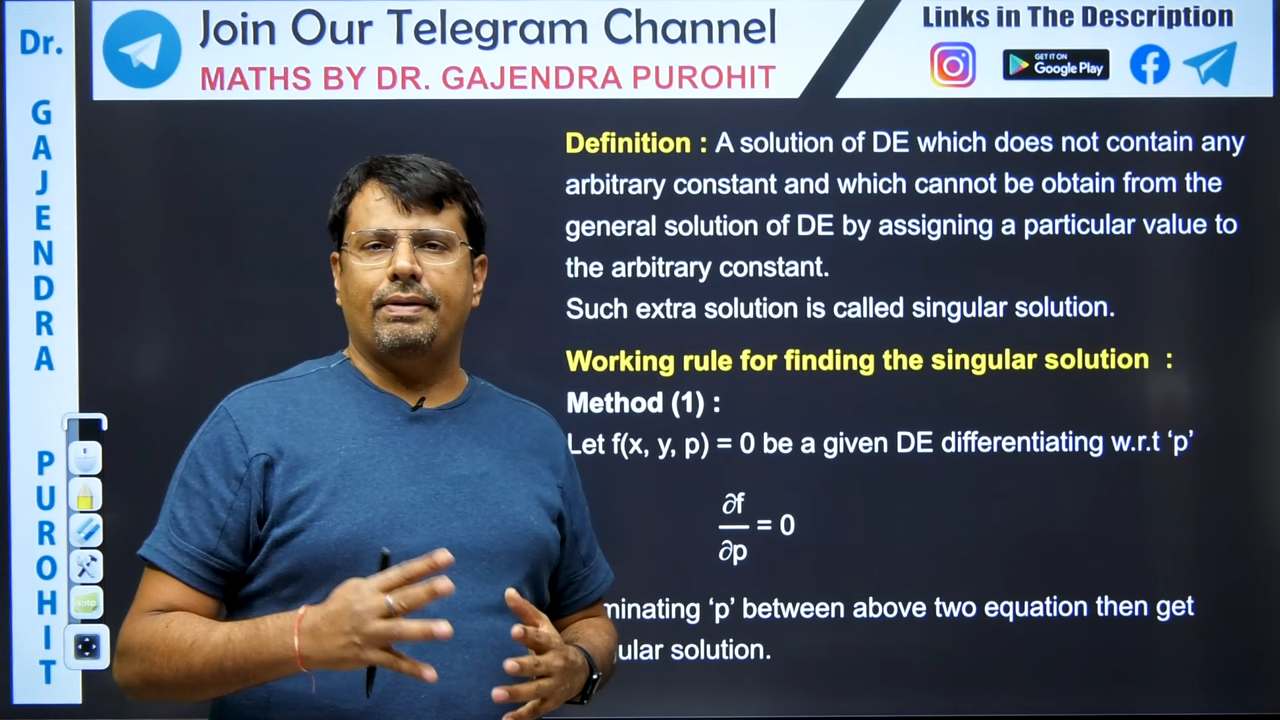 Dr.
GAJENDRA
PUROHIT
Join Our Telegram Channel
MATHS BY DR. GAJENDRA PUROHIT
Links in The Description
GET IT ON
Google Play
Definition : A solution of DE which does not contain any
arbitrary constant and which cannot be obtain from the
general solution of DE by assigning a particular value to
the arbitrary constant.
Such extra solution is called singular solution.
Working rule for finding the singular solution :
Method (1) :
Let f(x, y, p) = 0 be a given DE differentiating w.r.t ‘p’
∂f
— = 0
∂p
minating ‘p’ between above two equation then get
ular solution.
Note